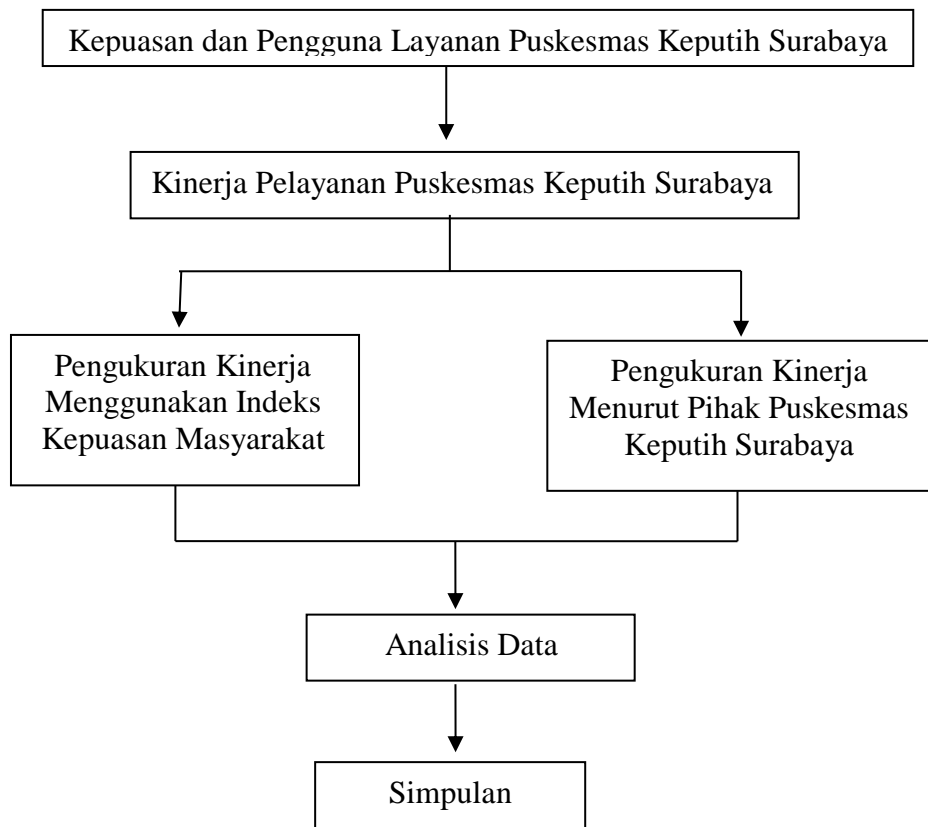 Kepuasan dan Pengguna Layanan Puskesmas Keputih Surabaya
Kinerja Pelayanan Puskesmas Keputih Surabaya
Pengukuran Kinerja
Menggunakan Indeks
Kepuasan Masyarakat
Pengukuran Kinerja
Menurut Pihak Puskesmas
Keputih Surabaya
Analisis Data
Simpulan